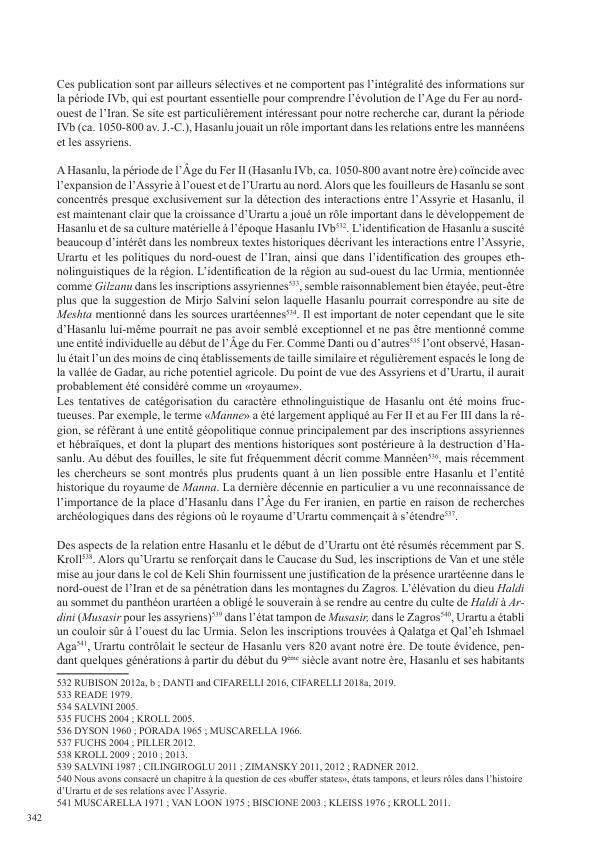 Ces publication sont par ailleurs sélectives et ne comportent pas l’intégralité des informations sur
la période IVb, qui est pourtant essentielle pour comprendre l’évolution de l’Age du Fer au nord-
ouest de l’Iran. Se site est particulièrement intéressant pour notre recherche car, durant la période
IVb (ca. 1050-800 av. J.-C.), Hasanlu jouait un rôle important dans les relations entre les mannéens
et les assyriens.
A Hasanlu, la période de l’Âge du Fer II (Hasanlu IVb, ca. 1050-800 avant notre ère) coïncide avec
l’expansion de l’Assyrie à l’ouest et de l’Urartu au nord. Alors que les fouilleurs de Hasanlu se sont
concentrés presque exclusivement sur la détection des interactions entre l’Assyrie et Hasanlu, il
est maintenant clair que la croissance d’Urartu a joué un rôle important dans le développement de
Hasanlu et de sa culture matérielle à l’époque Hasanlu IVb532. L’identification de Hasanlu a suscité
beaucoup d’intérêt dans les nombreux textes historiques décrivant les interactions entre l’Assyrie,
Urartu et les politiques du nord-ouest de l’Iran, ainsi que dans l’identification des groupes eth-
nolinguistiques de la région. L’identification de la région au sud-ouest du lac Urmia, mentionnée
comme Gilzanu dans les inscriptions assyriennes533, semble raisonnablement bien étayée, peut-être
plus que la suggestion de Mirjo Salvini selon laquelle Hasanlu pourrait correspondre au site de
Meshta mentionné dans les sources urartéennes534. Il est important de noter cependant que le site
d’Hasanlu lui-même pourrait ne pas avoir semblé exceptionnel et ne pas être mentionné comme
une entité individuelle au début de l’Âge du Fer. Comme Danti ou d’autres535 l’ont observé, Hasan-
lu était l’un des moins de cinq établissements de taille similaire et régulièrement espacés le long de
la vallée de Gadar, au riche potentiel agricole. Du point de vue des Assyriens et d’Urartu, il aurait
probablement été considéré comme un «royaume».
Les tentatives de catégorisation du caractère ethnolinguistique de Hasanlu ont été moins fruc-
tueuses. Par exemple, le terme «Manne» a été largement appliqué au Fer II et au Fer III dans la ré-
gion, se référant à une entité géopolitique connue principalement par des inscriptions assyriennes
et hébraïques, et dont la plupart des mentions historiques sont postérieure à la destruction d’Ha-
sanlu. Au début des fouilles, le site fut fréquemment décrit comme Mannéen536, mais récemment
les chercheurs se sont montrés plus prudents quant à un lien possible entre Hasanlu et l’entité
historique du royaume de Manna. La dernière décennie en particulier a vu une reconnaissance de
l’importance de la place d’Hasanlu dans l’Âge du Fer iranien, en partie en raison de recherches
archéologiques dans des régions où le royaume d’Urartu commençait à s’étendre537.
Des aspects de la relation entre Hasanlu et le début de d’Urartu ont été résumés récemment par S.
Kroll538. Alors qu’Urartu se renforçait dans le Caucase du Sud, les inscriptions de Van et une stèle
mise au jour dans le col de Keli Shin fournissent une justification de la présence urartéenne dans le
nord-ouest de l’Iran et de sa pénétration dans les montagnes du Zagros. L’élévation du dieu Haldi
au sommet du panthéon urartéen a obligé le souverain à se rendre au centre du culte de Haldi à Ar-
dini (Musasir pour les assyriens)539 dans l’état tampon de Musasir, dans le Zagros540, Urartu a établi
un couloir sûr à l’ouest du lac Urmia. Selon les inscriptions trouvées à Qalatga et Qal’eh Ishmael
Aga541, Urartu contrôlait le secteur de Hasanlu vers 820 avant notre ère. De toute évidence, pen-
dant quelques générations à partir du début du 9ème siècle avant notre ère, Hasanlu et ses habitants
532 RUBISON 2012a, b ; DANTI and CIFARELLI 2016, CIFARELLI 2018a, 2019.
533 READE 1979.
534 SALVINI 2005.
535 FUCHS 2004 ; KROLL 2005.
536 DYSON 1960 ; PORADA 1965 ; MUSCARELLA 1966.
537 FUCHS 2004 ; PILLER 2012.
538 KROLL 2009 ; 2010 ; 2013.
539 SALVINI 1987 ; CILINGIROGLU 2011 ; ZIMANSKY 2011, 2012 ; RADNER 2012.
540 Nous avons consacré un chapitre à la question de ces «buffer states», états tampons, et leurs rôles dans l’histoire
d’Urartu et de ses relations avec l’Assyrie.
541 MUSCARELLA 1971 ; VAN LOON 1975 ; BISCIONE 2003 ; KLEISS 1976 ; KROLL 2011.
342